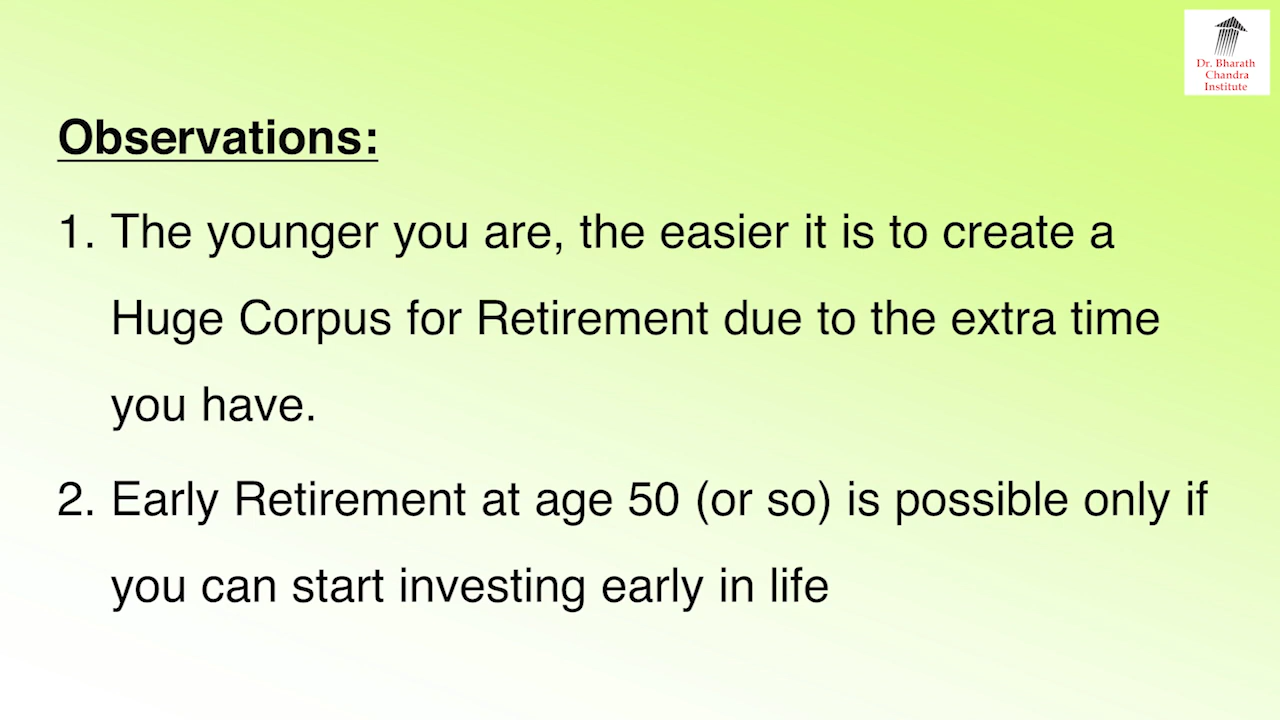 Dr. Bharath
Chandra
Institute
Observations:
1. The younger you are, the easier it is to create a
Huge Corpus for Retirement due to the extra time
you have.
2. Early Retirement at age 50 (or so) is possible only if
you can start investing early in life